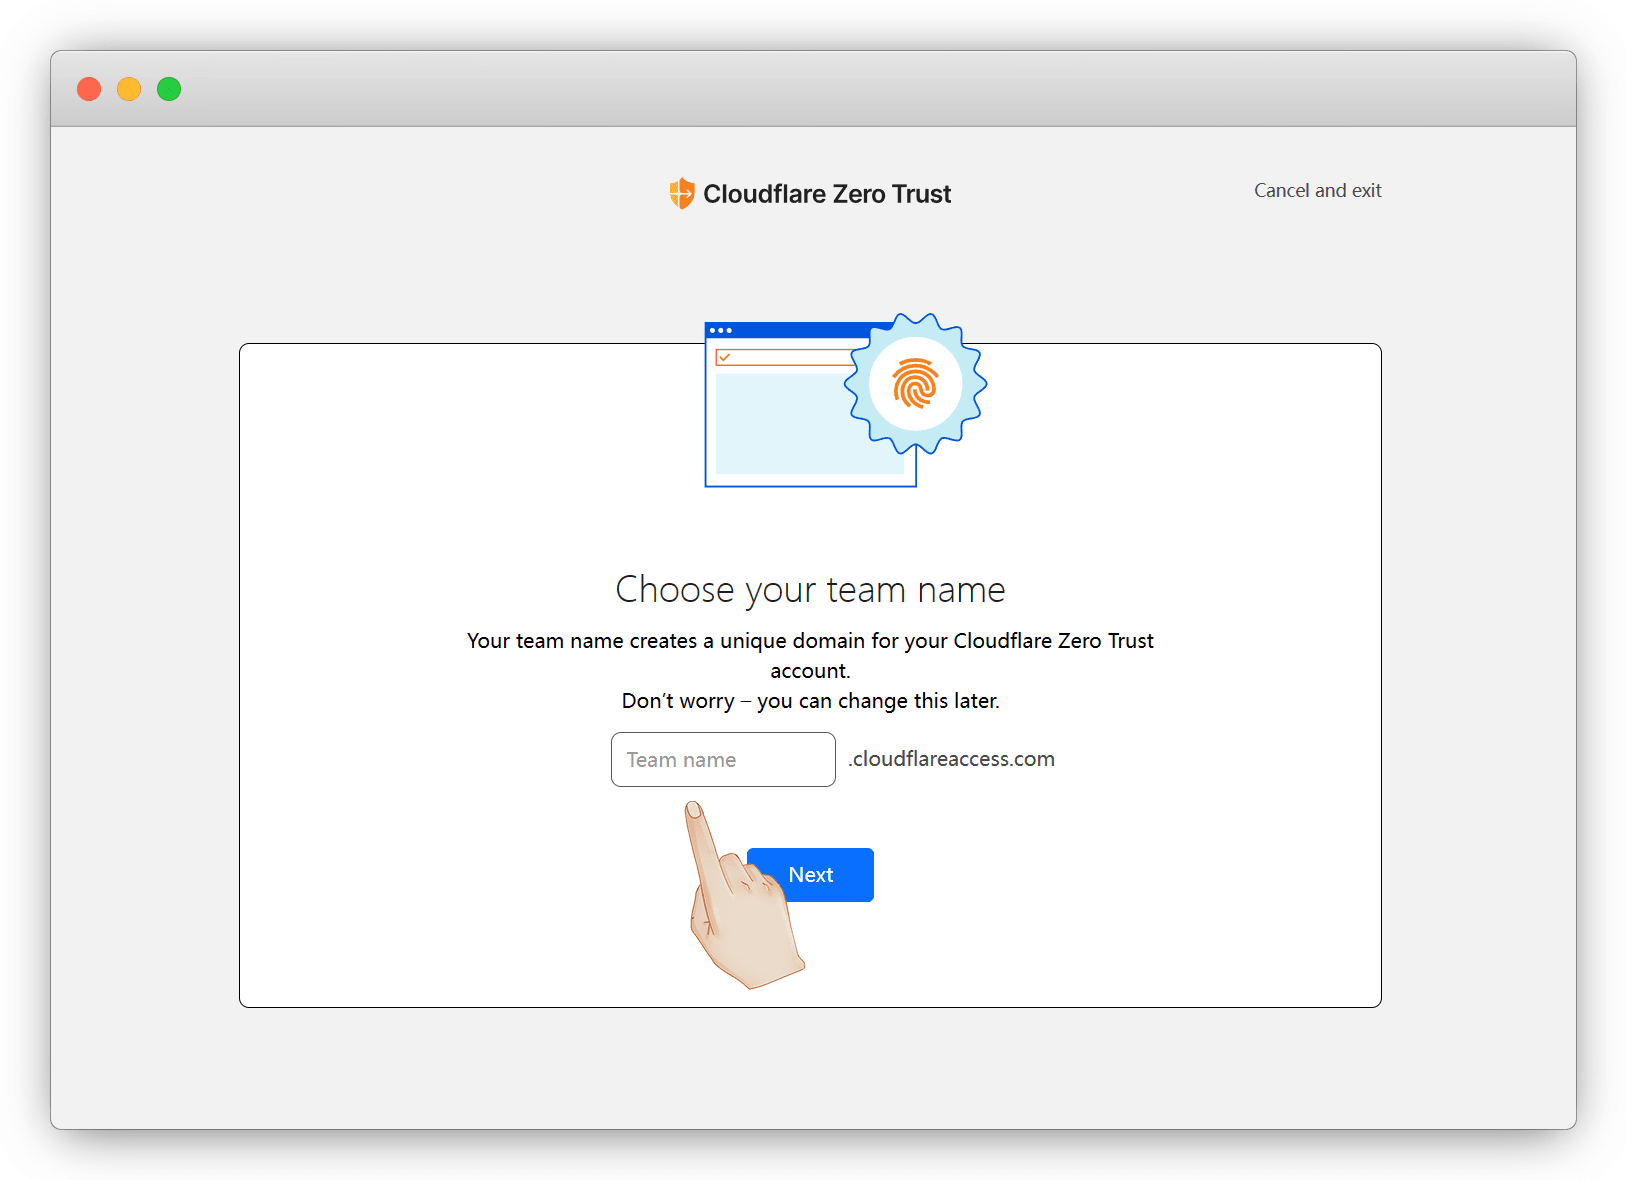 Cloudflare Zero Trust
Cancel and exit
Choose your team name
Your team name creates a unique domain for your Cloudflare Zero Trust
account.
Don’t worry – you can change this later.
Team name .cloudflareaccess.com
Next